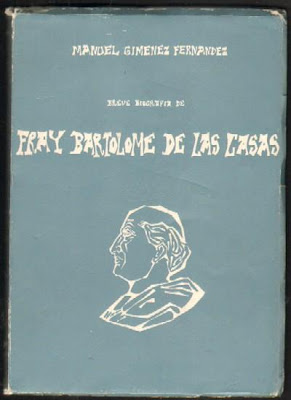 MANUEL GIMENEZ FERNANDEZ
BREVE BIOGRAFIA DE
FRAY BARTOLOME DE LAS CASAS